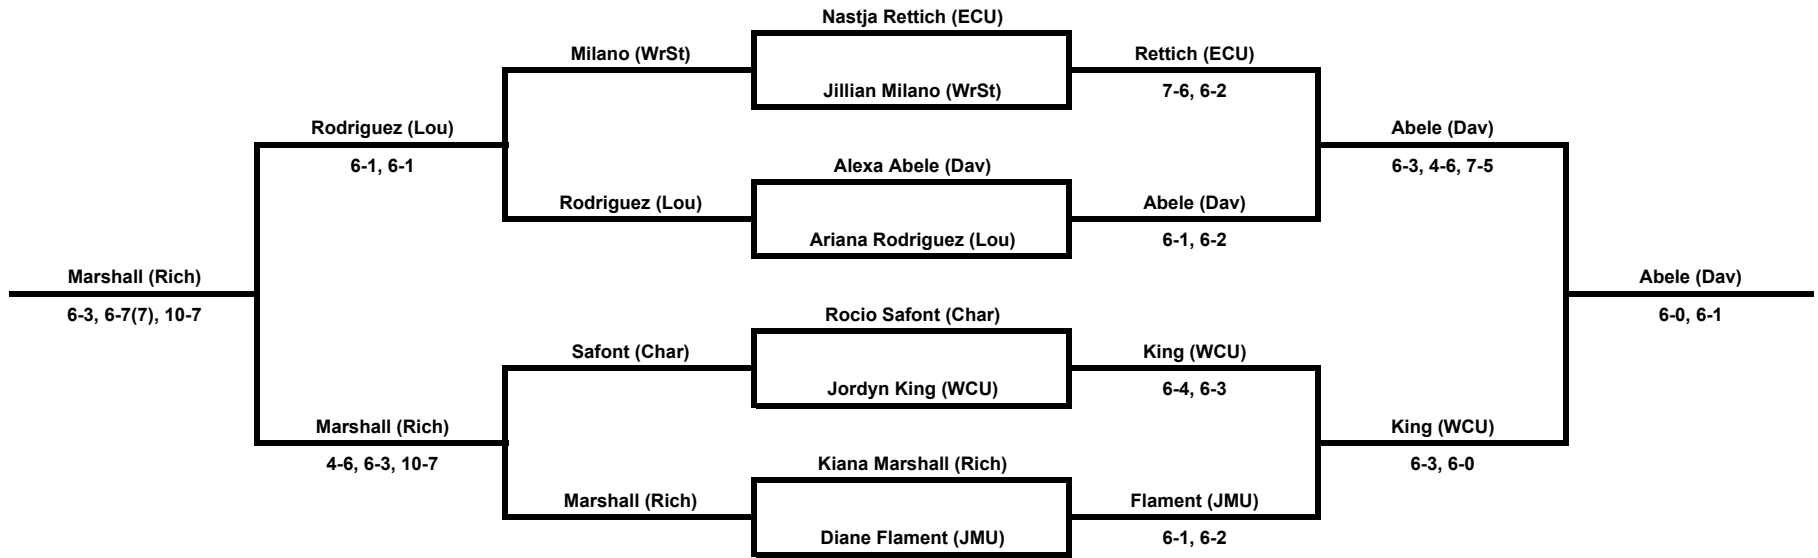 Nastja Rettich (ECU)
Milano (WrSt)
Rettich (ECU)
Jillian Milano (WrSt)
7-6, 6-2
Rodriguez (Lou)
Abele (Dav)
6-1, 6-1
Alexa Abele (Dav)
6-3, 4-6, 7-5
Rodriguez (Lou)
Abele (Dav)
Ariana Rodriguez (Lou)
6-1, 6-2
Marshall (Rich)
Abele (Dav)
6-3, 6-7(7), 10-7
Rocio Safont (Char)
6-0, 6-1
Safont (Char)
King (WCU)
Jordyn King (WCU)
6-4, 6-3
Marshall (Rich)
King (WCU)
4-6, 6-3, 10-7
Kiana Marshall (Rich)
6-3, 6-0
Marshall (Rich)
Flament (JMU)
Diane Flament (JMU)
6-1, 6-2